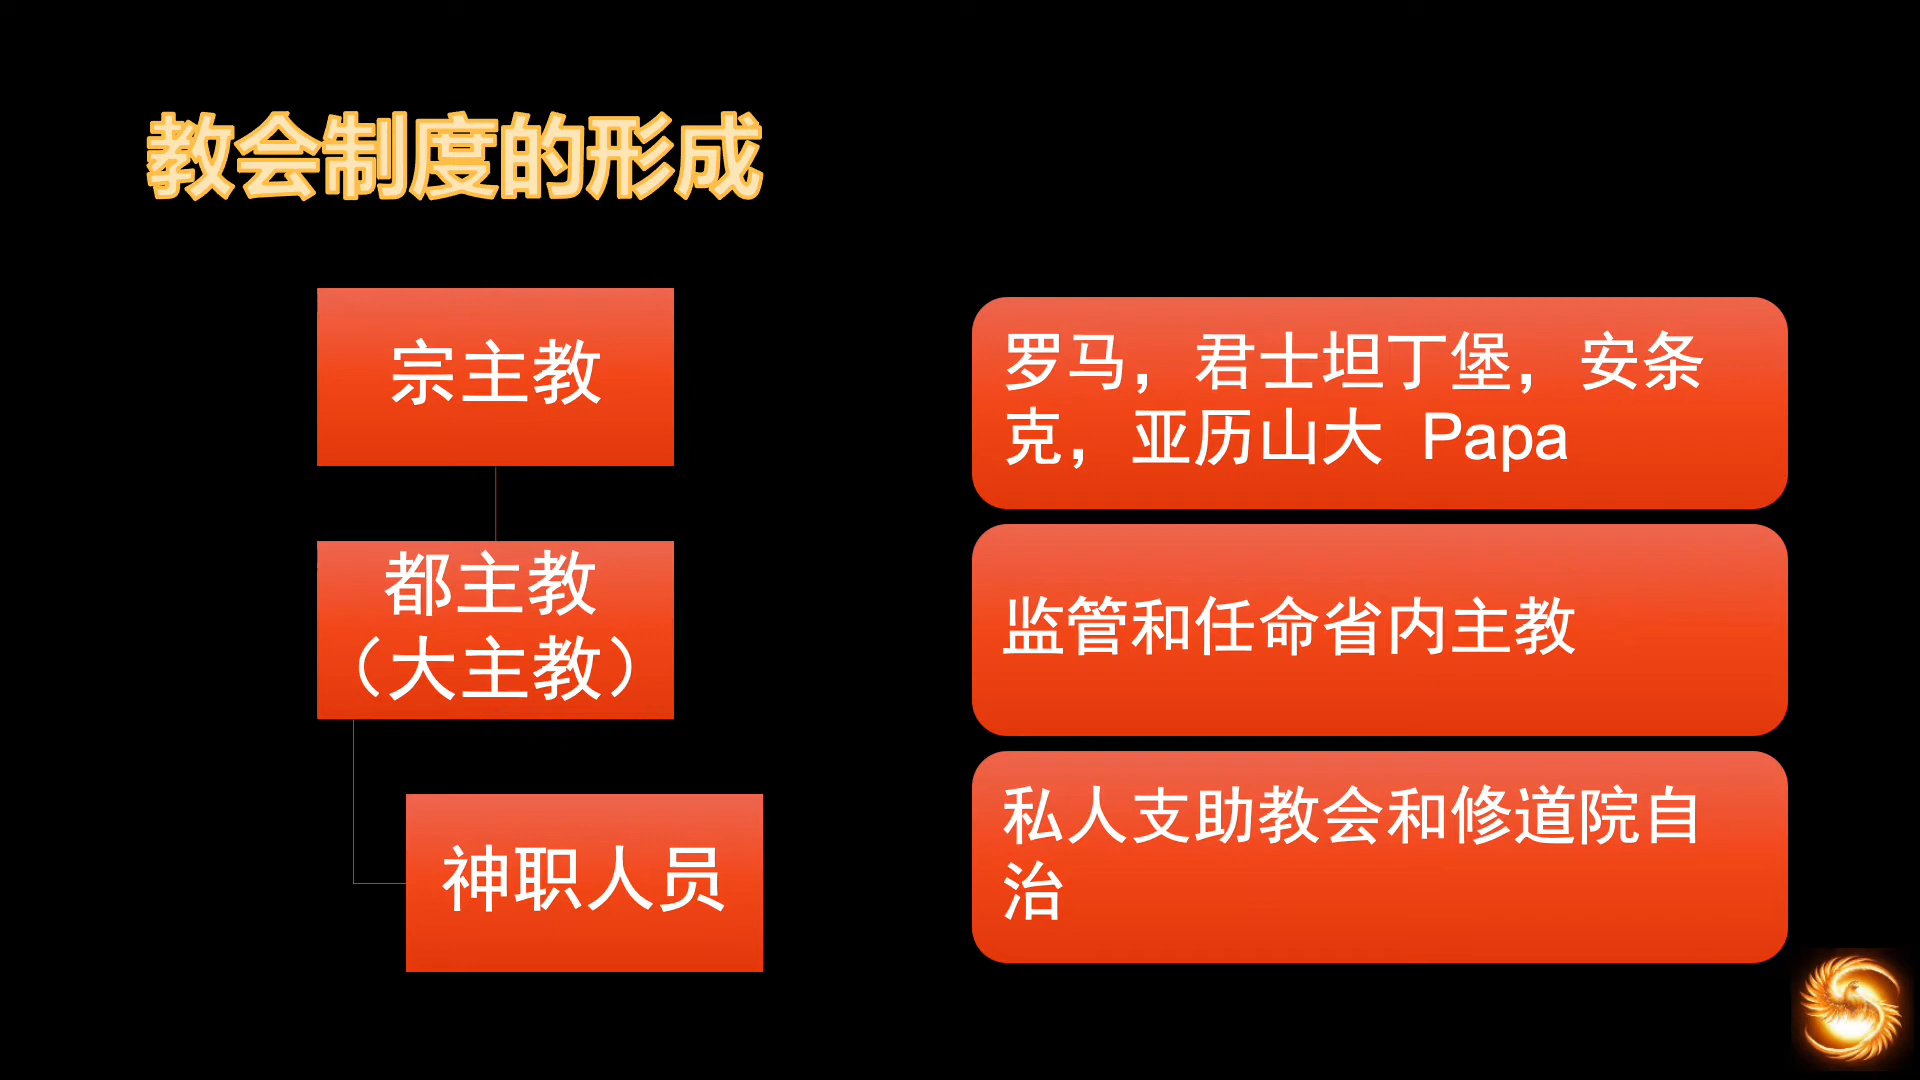 教会制度的形成
宗主教
都主教
（大主教）
神职人员
罗马，君士坦丁堡，安条
克，亚历山大 Papa
监管和任命省内主教
私人支助教会和修道院自
治